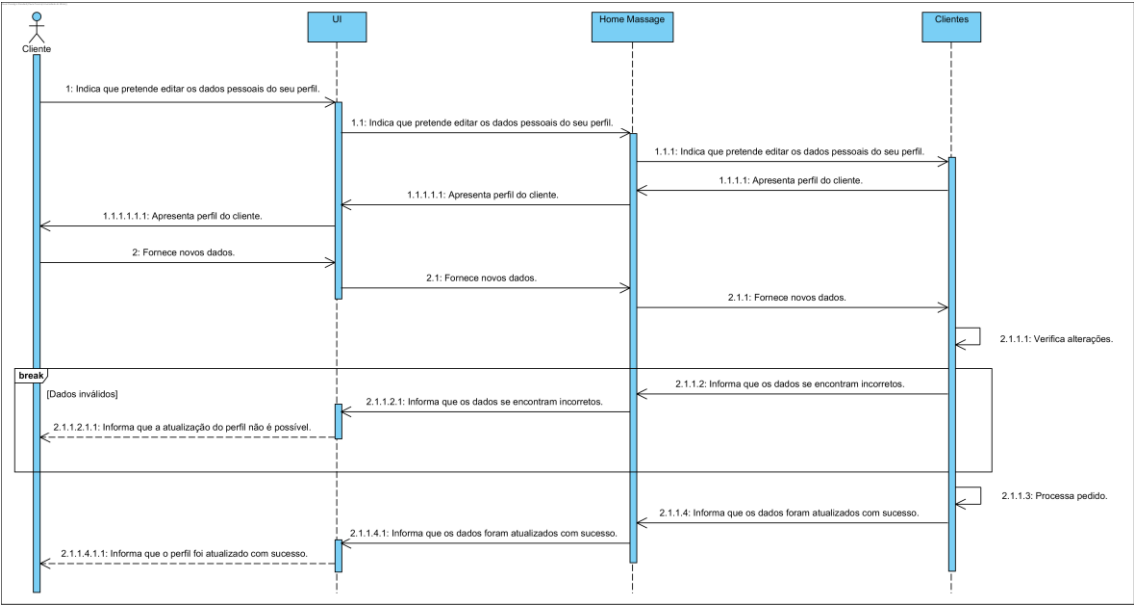 UI
Home Massage
Clientes
Cliente
1: Indica que pretende editar os dados pessoais do seu perfil.
1.1: Indica que pretende editar os dados pessoais do seu perfil.
1.1.1: Indica que pretende editar os dados pessoais do seu perfil.
1.1.1.1: Apresenta perfil do cliente.
1.1.1.1.1: Apresenta perfil do cliente.
1.1.1.1.1.1: Apresenta perfil do cliente.
2: Fornece novos dados.
2.1: Fornece novos dados.
2.1.1: Fornece novos dados.
2.1.1.1: Verifica alterações.
break
[Dados inválidos]
2.1.1.2: Informa que os dados se encontram incorretos.
2.1.1.2.1: Informa que os dados se encontram incorretos.
2.1.1.2.1.1: Informa que a atualização do perfil não é possível.
2.1.1.3: Processa pedido.
2.1.1.4: Informa que os dados foram atualizados com sucesso.
2.1.1.4.1: Informa que os dados foram atualizados com sucesso.
2.1.1.4.1.1: Informa que o perfil foi atualizado com sucesso.